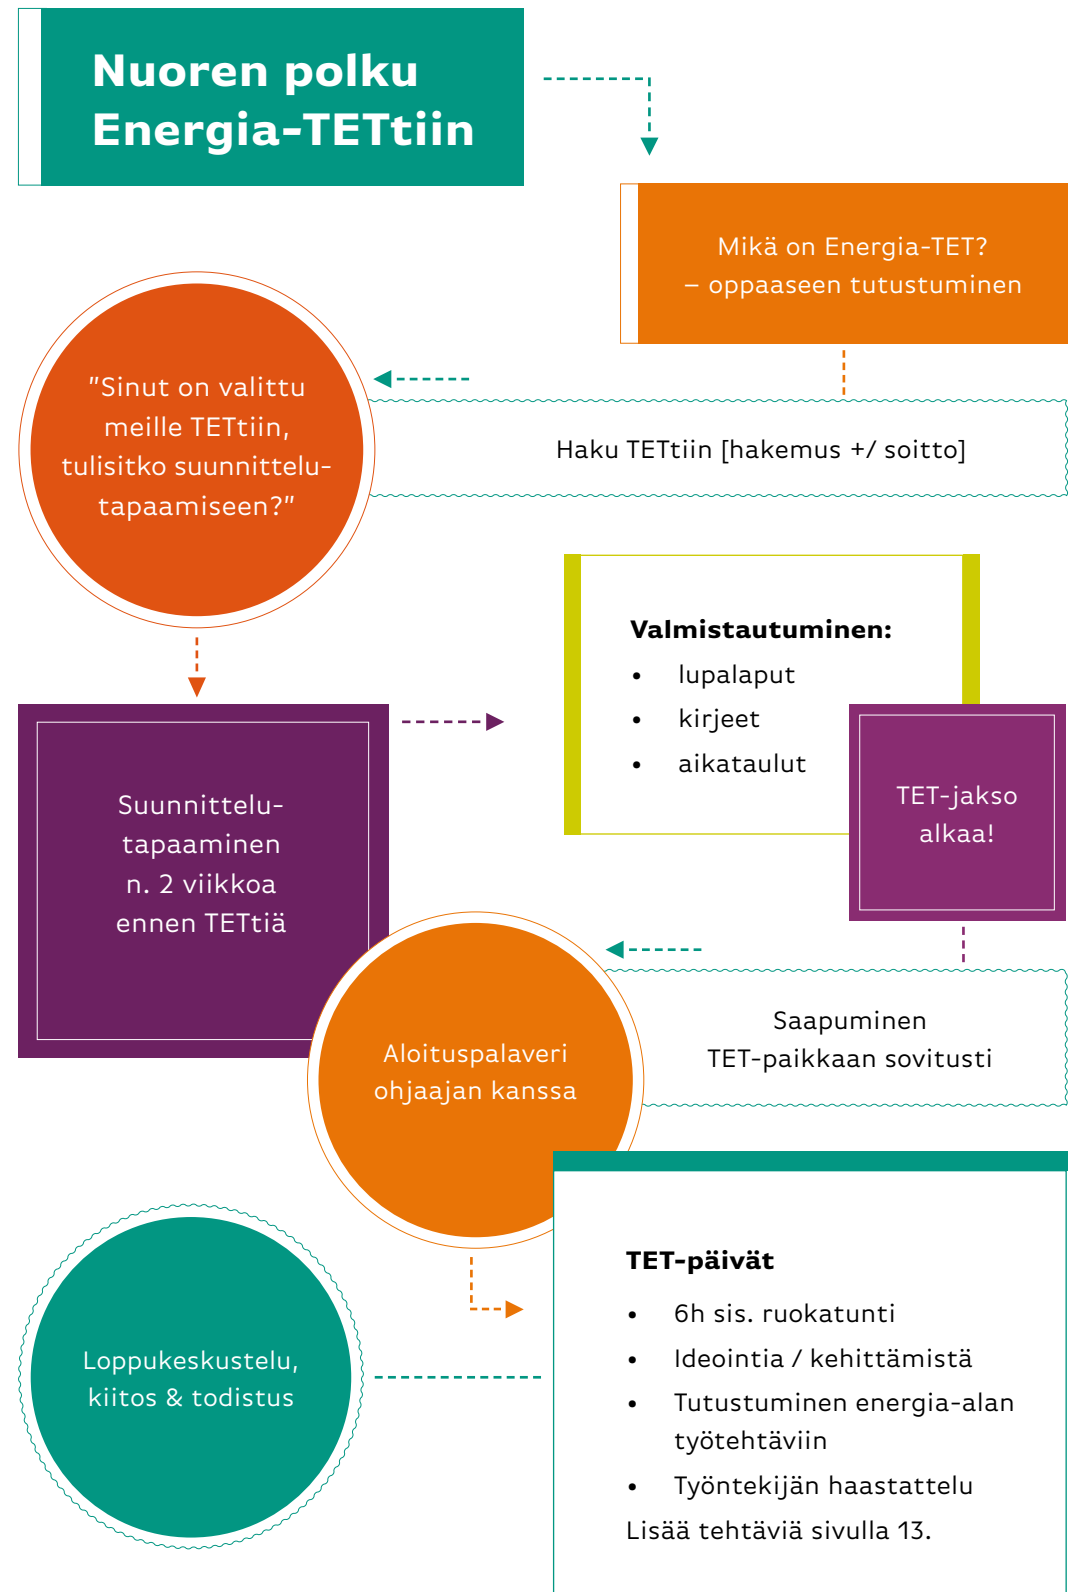 Nuoren polku
Energia-TETtiin
Mikä on Energia-TET?
– oppaaseen tutustuminen
Haku TETtiin [hakemus +/ soitto]
”Sinut on valittu
meille TETtiin,
tulisitko suunnittelu-
tapaamiseen?”
Suunnittelu-
tapaaminen
n. 2 viikkoa
ennen TETtiä
Valmistautuminen:
• lupalaput
• kirjeet
• aikataulut
TET-jakso
alkaa!
Saapuminen
TET-paikkaan sovitusti
Aloituspalaveri
ohjaajan kanssa
TET-päivät
• 6h sis. ruokatunti
• Ideointia / kehittämistä
• Tutustuminen energia-alan
työtehtäviin
• Työntekijän haastattelu
Lisää tehtäviä sivulla 13.
Loppukeskustelu,
kiitos & todistus